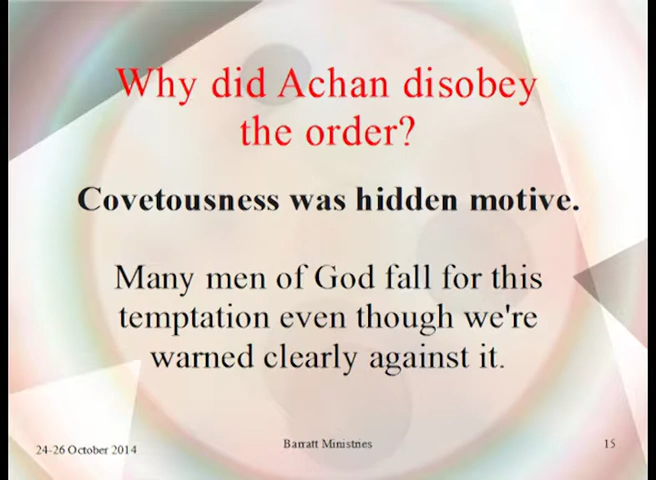 Why did Achan disobey
the order?
Covetousness was hidden motive.
Many men of God fall for this
temptation even though we're
warned clearly against it.
24-26 October 2014
Barratt Ministries
15